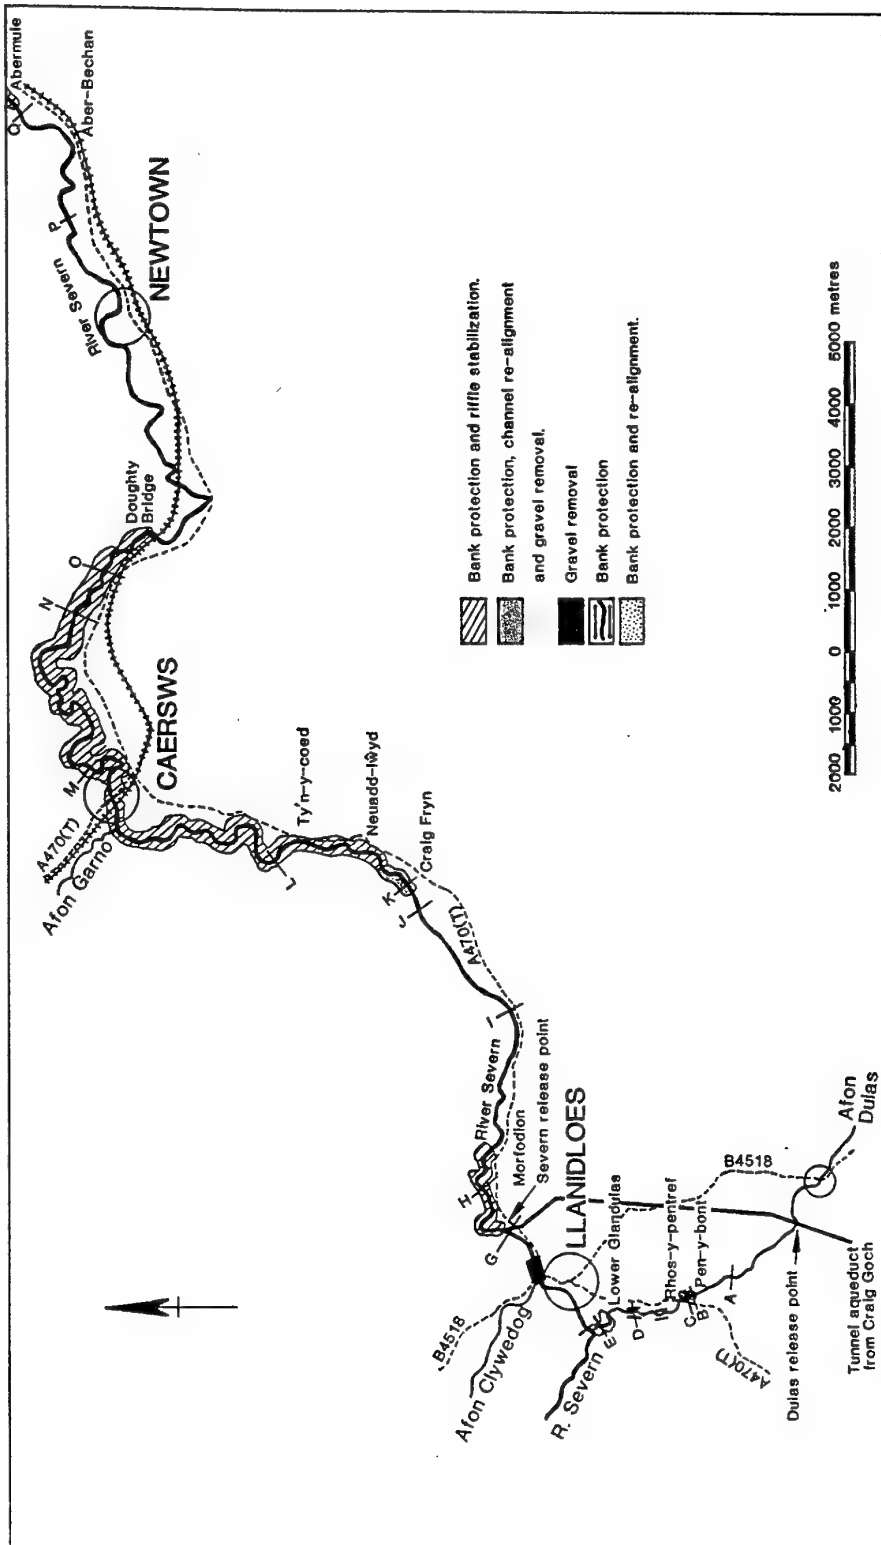 Q
Abermule
Aber-Bechan
P
River Severn
NEWTOWN
Doughty
Bridge
O
N
M
CAERSWS
A470(T)
Afon Garno
L
Ty'n-y-coed
Neuadd-lŵyd
Craig Fryn
K
J
A470(T)
I
River Severn
H
Morfodion
Severn release point
G
LLANIDLOES
B4518
Afon Clywedog
R. Severn
Lower Glandulas
E
D
Rhos-y-pentref
Pen-y-bont
C
B
A
A470(T)
B4518
Afon
Dulas
Dulas release point
Tunnel aqueduct
from Craig Goch
Bank protection and riffle stabilization.
Bank protection, channel re-alignment
and gravel removal.
Gravel removal
Bank protection
Bank protection and re-alignment.
2000 1000 0 1000 2000 3000 4000 5000 metres